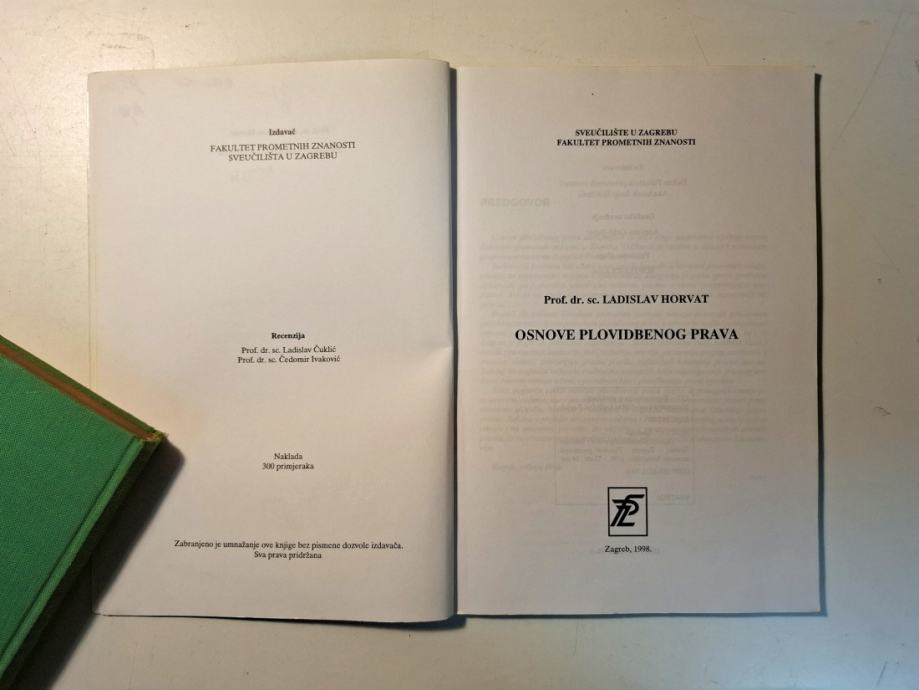 Izdavač
FAKULTET PROMETNIH ZNANOSTI
SVEUČILIŠTA U ZAGREBU
Recenzija
Prof. dr. sc. Ladislav Čuklić
Prof. dr. sc. Čedomir Ivaković
Naklada
300 primjeraka
Zabranjeno je umnažanje ove knjige bez pismene dozvole izdavača.
Sva prava pridržana
SVEUČILIŠTE U ZAGREBU
FAKULTET PROMETNIH ZNANOSTI
Prof. dr. sc. LADISLAV HORVAT
OSNOVE PLOVIDBENOG PRAVA
Zagreb, 1998.